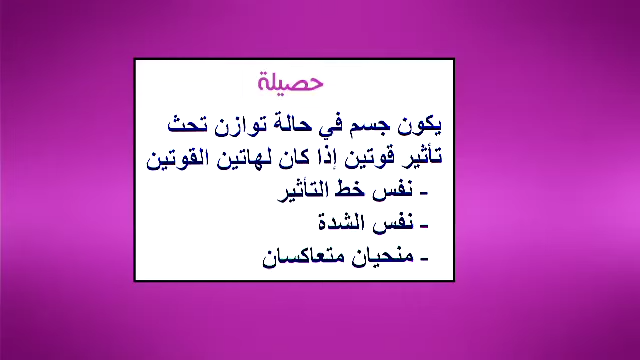 حصيلة
يكون جسم في حالة توازن تحث
تأثير قوتين إذا كان لهاتين القوتين
- نفس خط التأثير
- نفس الشدة
- منحيان متعاكسان